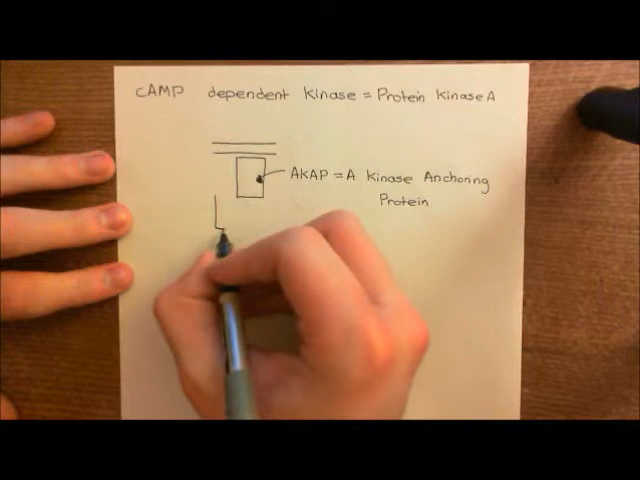 cAMP dependent kinase = Protein Kinase A
AKAP = A Kinase Anchoring
Protein